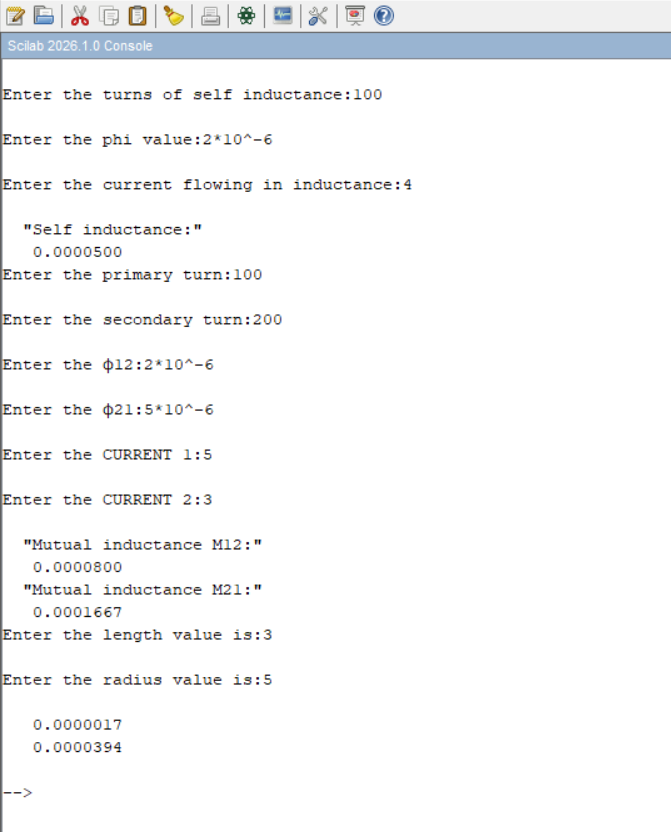 Scilab 2026.1.0 Console
Enter the turns of self inductance:100
Enter the phi value:2*10^-6
Enter the current flowing in inductance:4
"Self inductance:"
0.0000500
Enter the primary turn:100
Enter the secondary turn:200
Enter the ϕ12:2*10^-6
Enter the ϕ21:5*10^-6
Enter the CURRENT 1:5
Enter the CURRENT 2:3
"Mutual inductance M12:"
0.0000800
"Mutual inductance M21:"
0.0001667
Enter the length value is:3
Enter the radius value is:5
0.0000017
0.0000394
-->